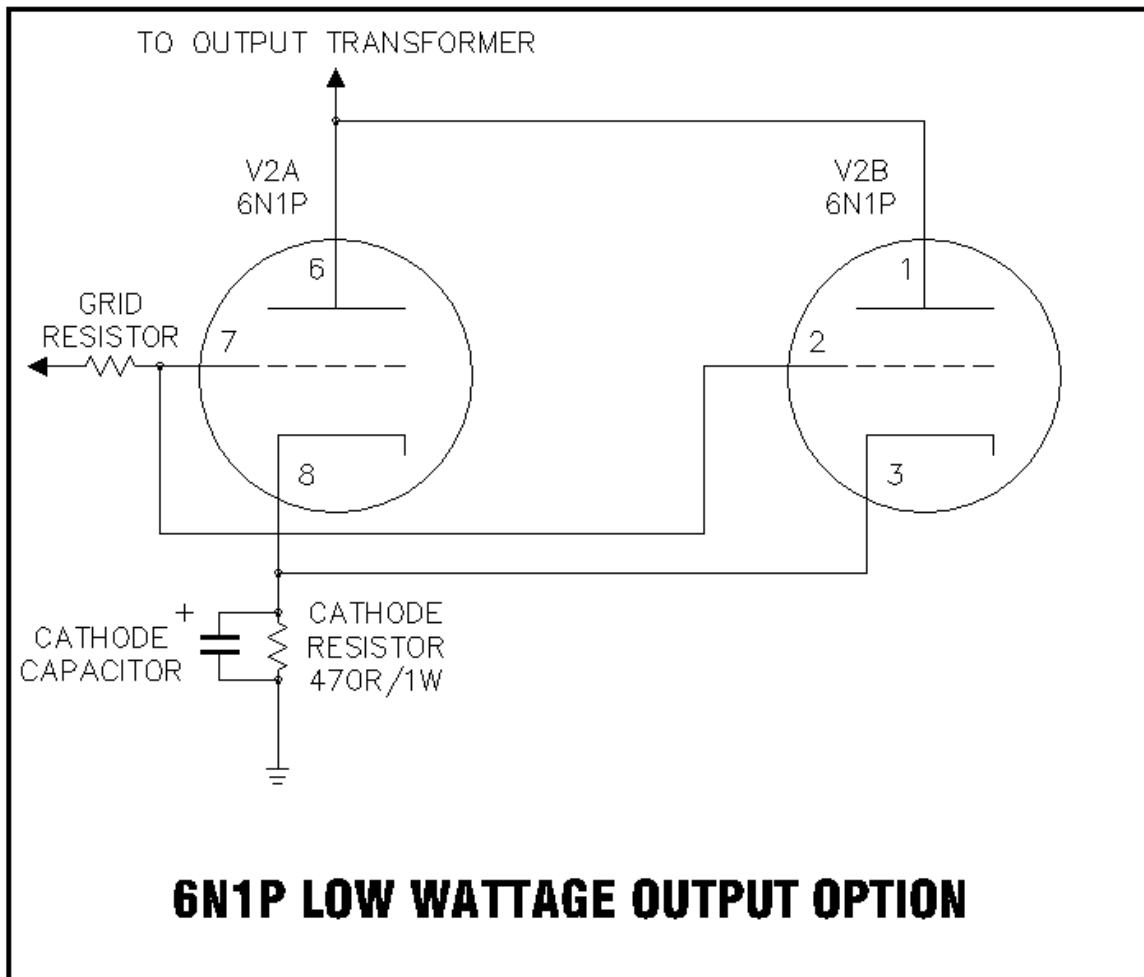 TO OUTPUT TRANSFORMER
V2A
6N1P
V2B
6N1P
6
1
GRID
RESISTOR
7
2
8
3
+
CATHODE
CAPACITOR
CATHODE
RESISTOR
470R/1W
6N1P LOW WATTAGE OUTPUT OPTION